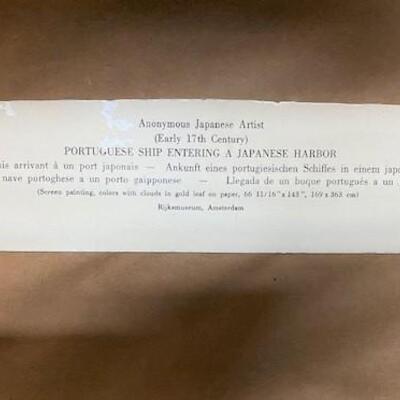 Anonymous Japanese Artist
(Early 17th Century)
PORTUGUESE SHIP ENTERING A JAPANESE HARBOR
ais arrivant à un port japonais — Ankunft eines portugiesischen Schiffes in einem japo
nave portoghese a un porto gaipponese — Llegada de un buque portugués a un
(Screen painting, colors with clouds in gold leaf on paper, 66 11/16" x 143", 169 x 363 cm)
Rijksmuseum, Amsterdam